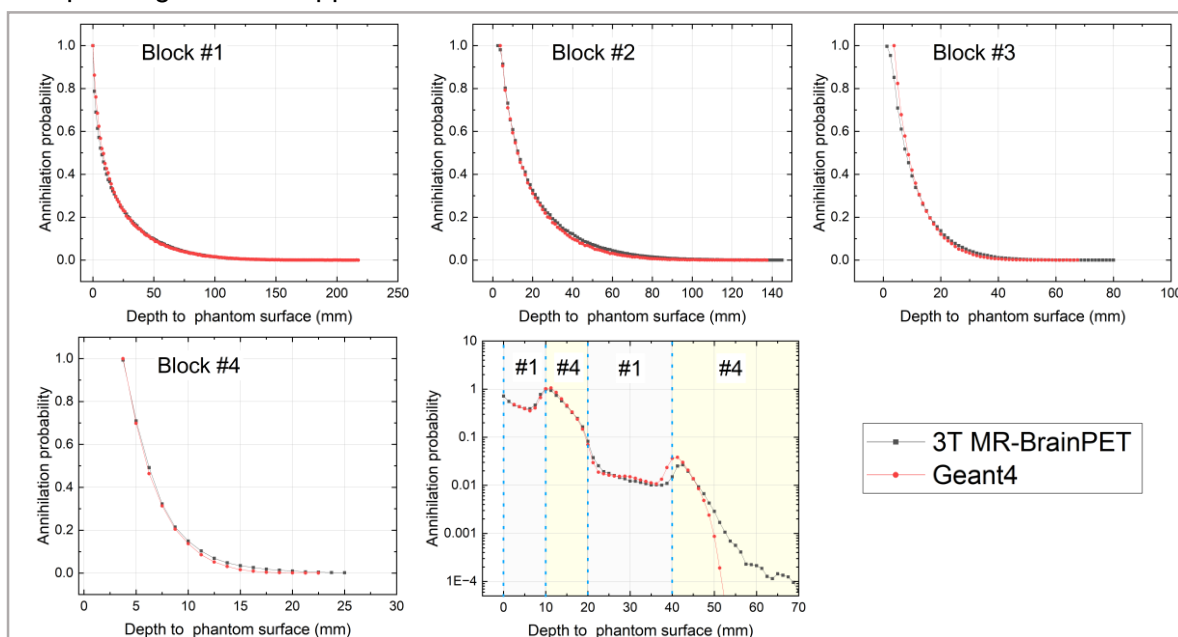 Block #1
Annihilation probability
1.0
0.8
0.6
0.4
0.2
0.0
0 50 100 150 200 250
Depth to phantom surface (mm)
Block #2
Annihilation probability
1.0
0.8
0.6
0.4
0.2
0.0
0 20 40 60 80 100 120 140
Depth to phantom surface (mm)
Block #3
Annihilation probability
1.0
0.8
0.6
0.4
0.2
0.0
0 20 40 60 80 100
Depth to phantom surface (mm)
Block #4
Annihilation probability
1.0
0.8
0.6
0.4
0.2
0.0
0 5 10 15 20 25 30
Depth to phantom surface (mm)
#1 #4 #1 #4
Annihilation probability
10
1
0.1
0.01
0.001
1E-4
0 10 20 30 40 50 60 70
Depth to phantom surface (mm)
3T MR-BrainPET
Geant4